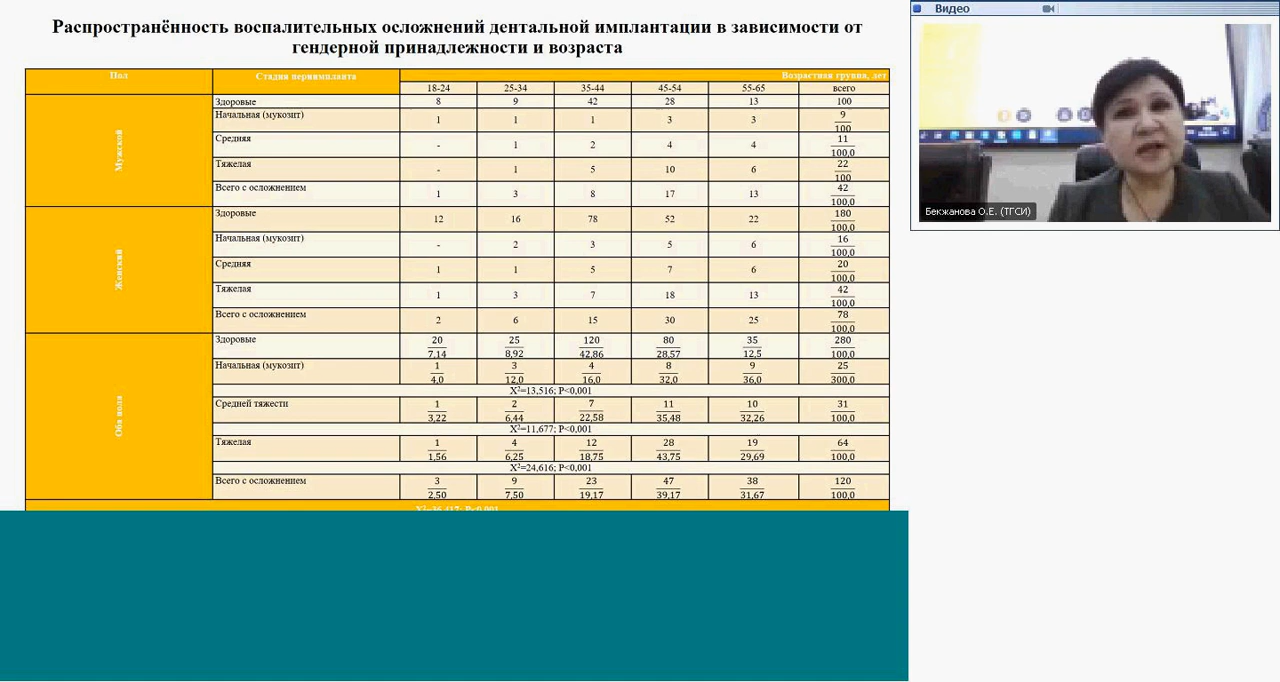 Распространённость воспалительных осложнений дентальной имплантации в зависимости от
гендерной принадлежности и возраста
Пол Стадия периимпланта Возрастная группа, лет
18-24 25-34 35-44 45-54 55-65 всего
Мужской
Здоровые 8 9 42 28 13 100
Начальная (мукозит) 1 1 1 3 3 9/100
Средняя - 1 2 4 4 11/100,0
Тяжелая - 1 5 10 6 22/100
Всего с осложнением 1 3 8 17 13 42/100,0
Женский
Здоровые 12 16 78 52 22 180/100,0
Начальная (мукозит) - 2 3 5 6 16/100,0
Средняя 1 1 5 7 6 20/100,0
Тяжелая 1 3 7 18 13 42/100,0
Всего с осложнением 2 6 15 30 25 78/100,0
Оба пола
Здоровые 20/7,14 25/8,92 120/42,86 80/28,57 35/12,5 280/100,0
Начальная (мукозит) 1/4,0 3/12,0 4/16,0 8/32,0 9/36,0 25/300,0
X²=13,516; P<0,001
Средней тяжести 1/3,22 2/6,44 7/22,58 11/35,48 10/32,26 31/100,0
X²=11,677; P<0,001
Тяжелая 1/1,56 4/6,25 12/18,75 28/43,75 19/29,69 64/100,0
X²=24,616; P<0,001
Всего с осложнением 3/2,50 9/7,50 23/19,17 47/39,17 38/31,67 120/100,0
Видео
Бекжанова О.Е. (ТГСИ)